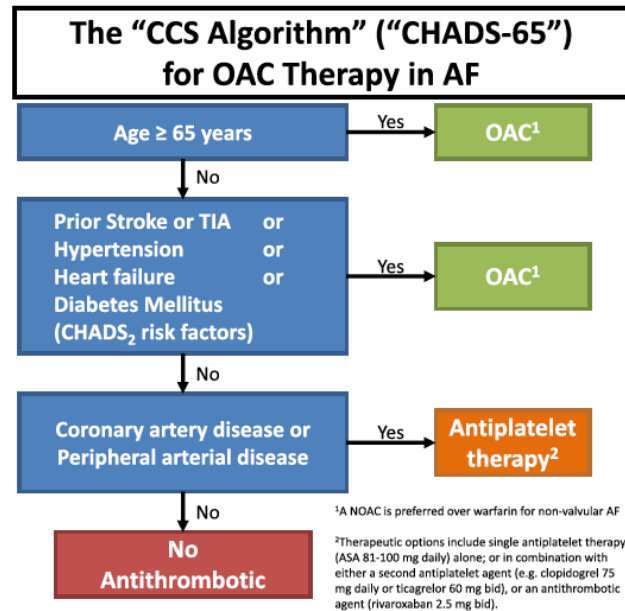 The “CCS Algorithm” (“CHADS-65”)
for OAC Therapy in AF
Age ≥ 65 years
Yes
OAC¹
No
Prior Stroke or TIA or
Hypertension or
Heart failure or
Diabetes Mellitus
(CHADS₂ risk factors)
Yes
OAC¹
No
Coronary artery disease or
Peripheral arterial disease
Yes
Antiplatelet
therapy²
No
No
Antithrombotic
¹A NOAC is preferred over warfarin for non-valvular AF
²Therapeutic options include single antiplatelet therapy
(ASA 81-100 mg daily) alone; or in combination with
either a second antiplatelet agent (e.g. clopidogrel 75
mg daily or ticagrelor 60 mg bid), or an antithrombotic
agent (rivaroxaban 2.5 mg bid).